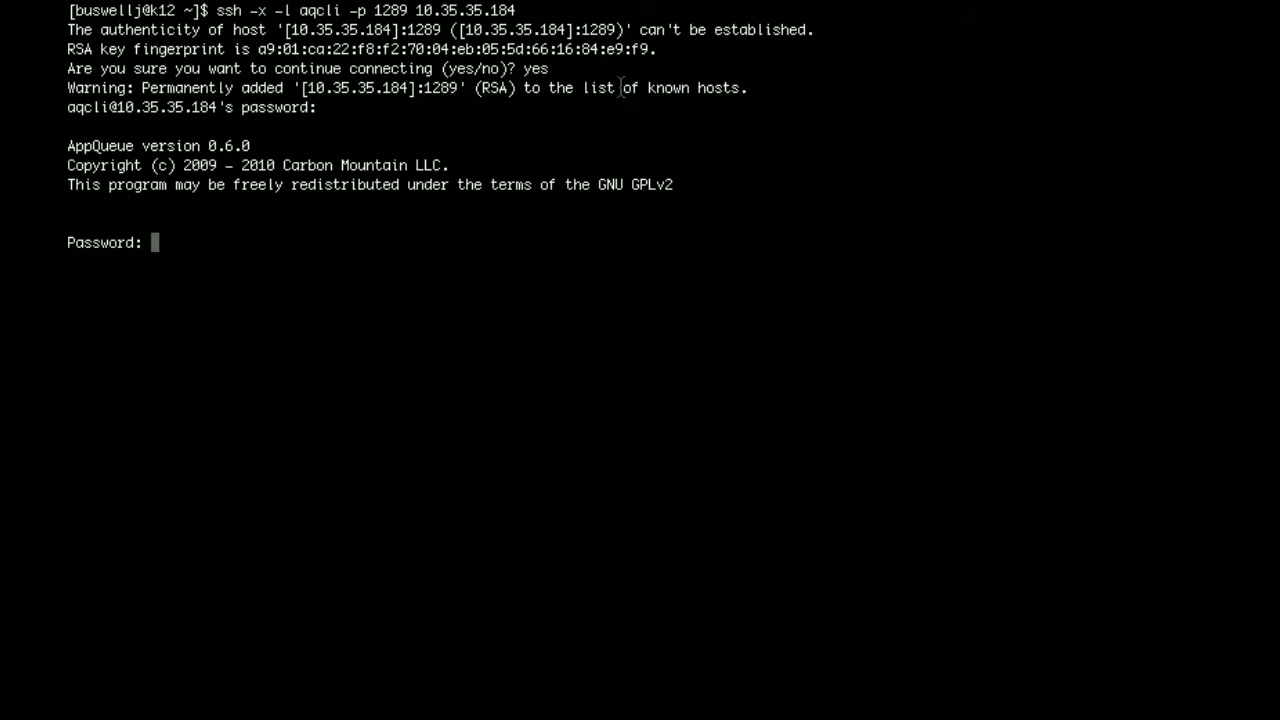 [buswellj@k12 ~]$ ssh -x -l aqcli -p 1289 10.35.35.184
The authenticity of host '[10.35.35.184]:1289 ([10.35.35.184]:1289)' can't be established.
RSA key fingerprint is a9:01:ca:22:f8:f2:70:04:eb:05:5d:66:16:84:e9:f9.
Are you sure you want to continue connecting (yes/no)? yes
Warning: Permanently added '[10.35.35.184]:1289' (RSA) to the list of known hosts.
aqcli@10.35.35.184's password:
AppQueue version 0.6.0
Copyright (c) 2009 - 2010 Carbon Mountain LLC.
This program may be freely redistributed under the terms of the GNU GPLv2
Password: